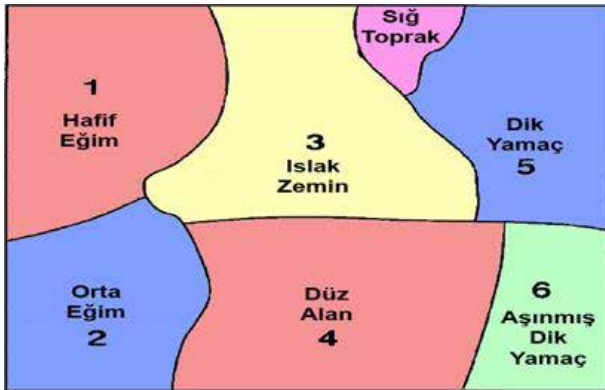 1
Hafif
Eğim
3
Islak
Zemin
Sığ
Toprak
Dik
Yamaç
5
Orta
Eğim
2
Düz
Alan
4
6
Aşınmış
Dik
Yamaç